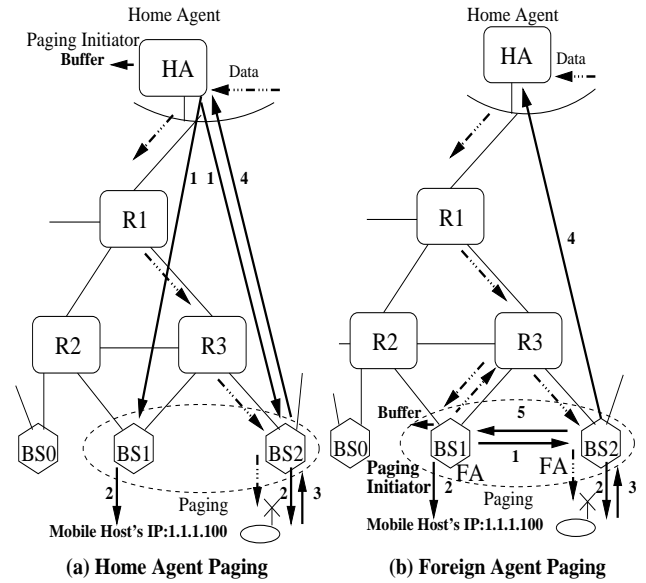 Home Agent
Paging Initiator
Buffer
HA
Data
1 1 4
R1
R2
R3
BS0
BS1
BS2
2
2
3
Paging
Mobile Host's IP:1.1.1.100
(a) Home Agent Paging
Home Agent
HA
Data
R1
4
R2
R3
Buffer
5
BS0
BS1
1
BS2
Paging
Initiator
2
FA
FA
2
3
Paging
Mobile Host's IP:1.1.1.100
(b) Foreign Agent Paging